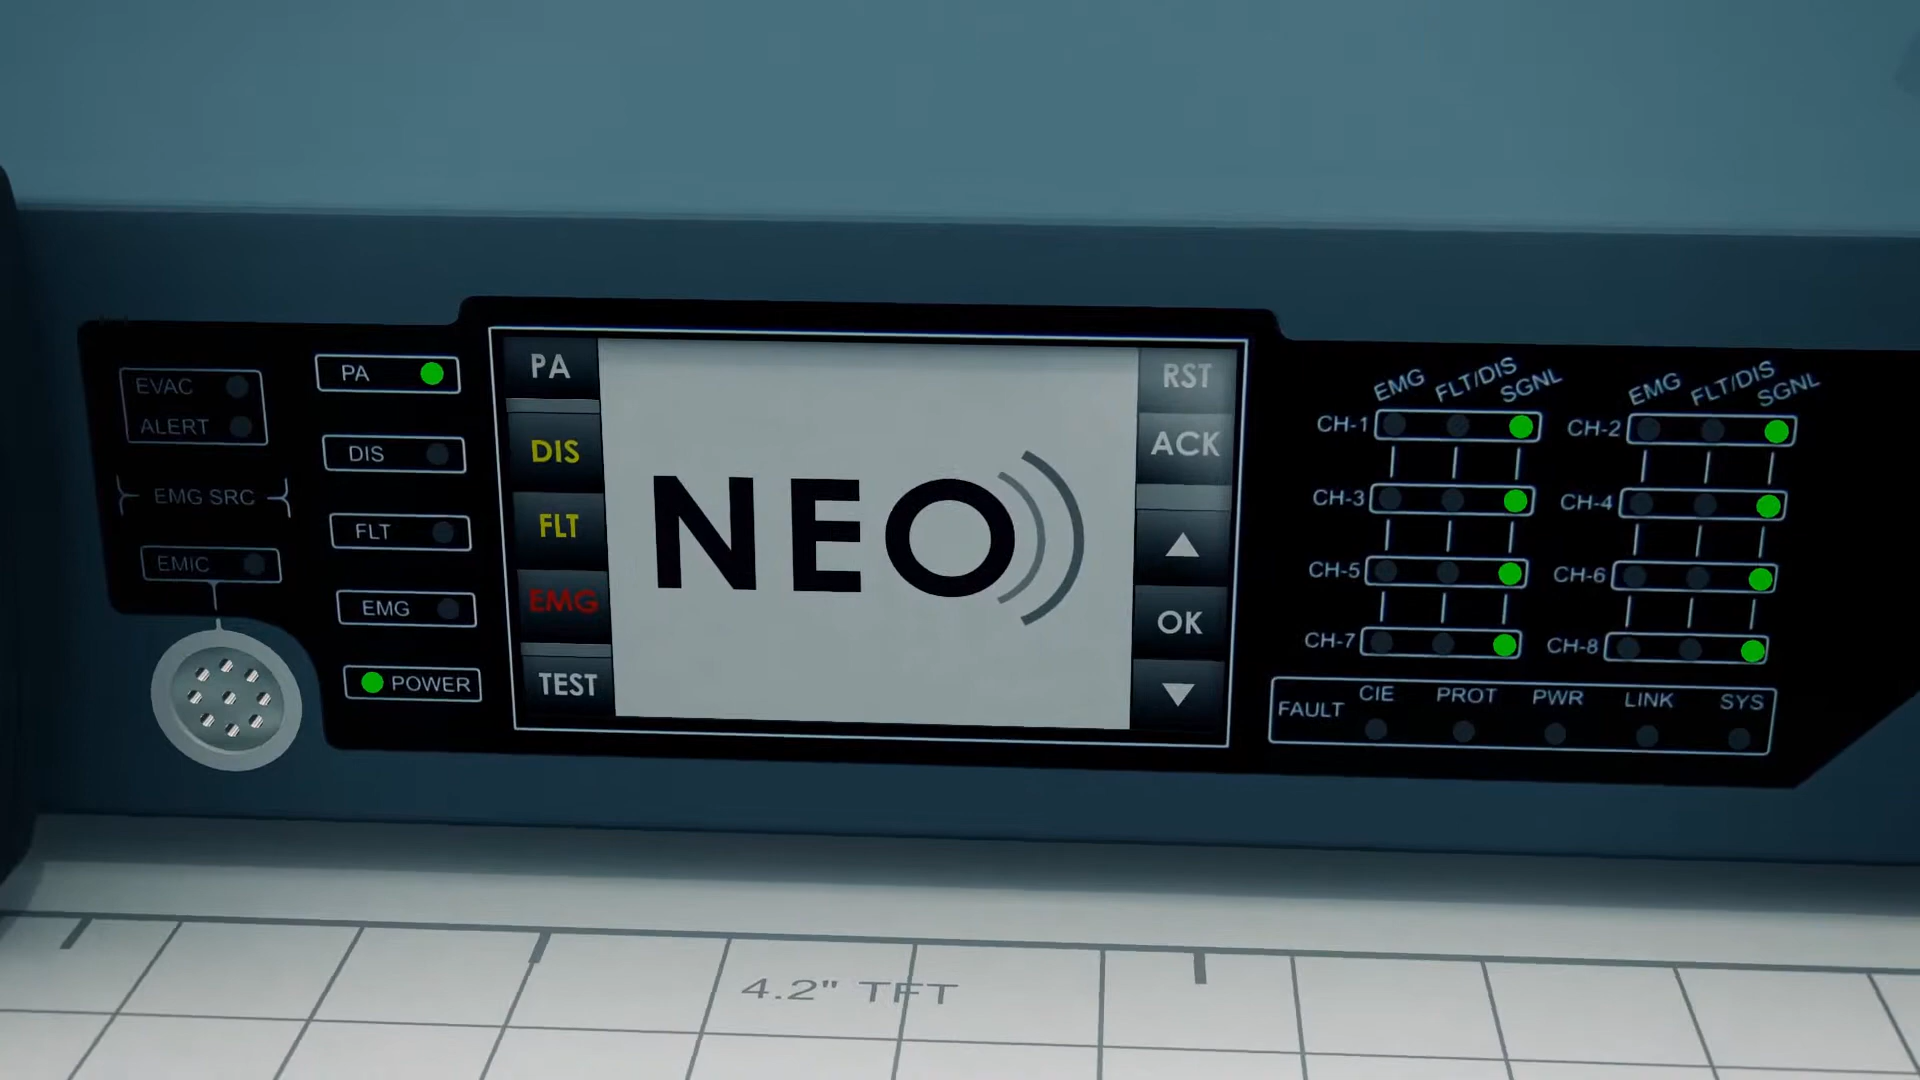 EVAC
ALERT
EMG SRC
EMIC
PA
DIS
FLT
EMG
POWER
PA
DIS
FLT
EMG
TEST
NEO
RST
ACK
OK
EMG FLT/DIS SGNL
EMG FLT/DIS SGNL
CH-1
CH-2
CH-3
CH-4
CH-5
CH-6
CH-7
CH-8
FAULT CIE PROT PWR LINK SYS
4.2" TFT